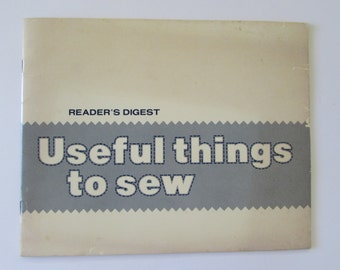 READER'S DIGEST
Useful things
to sew